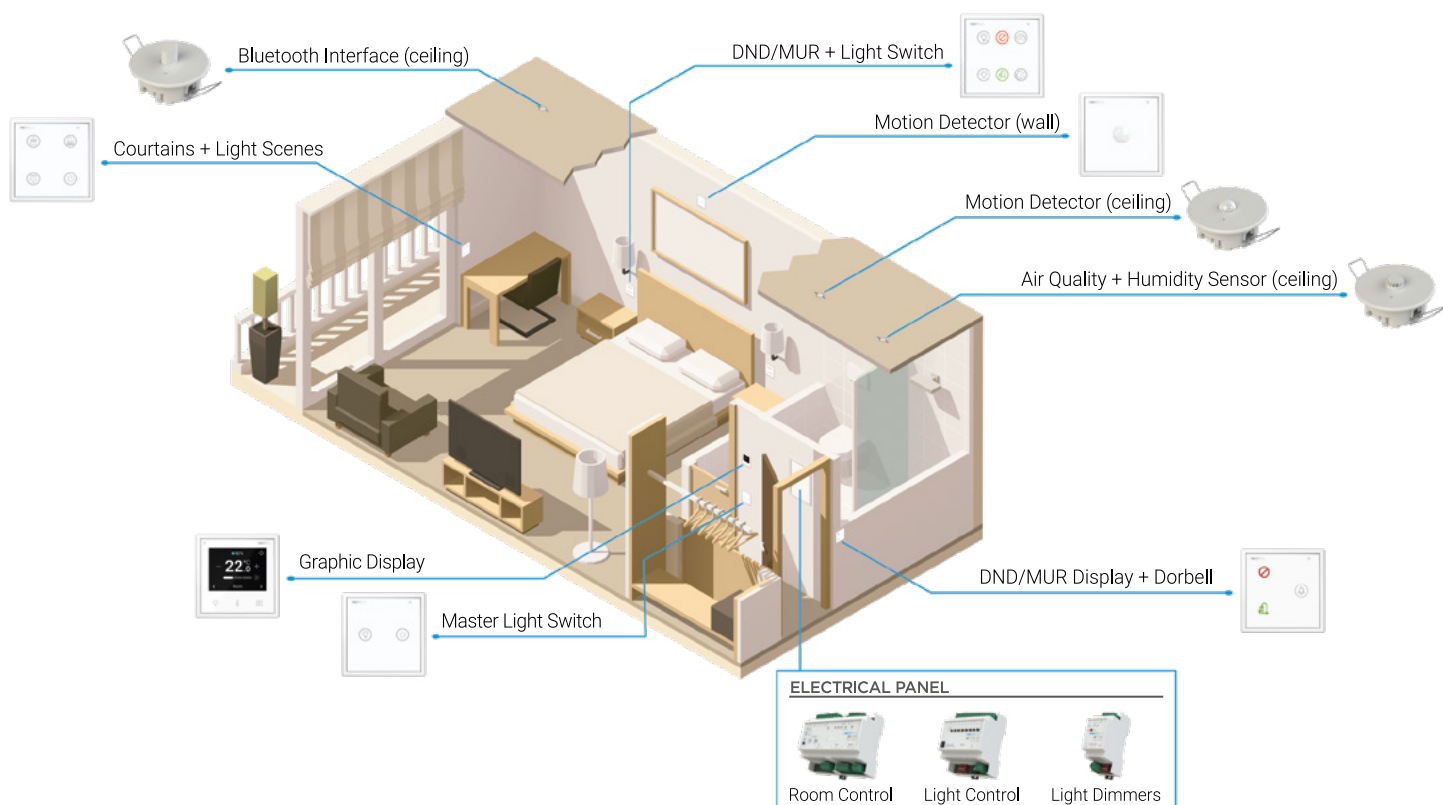 Bluetooth Interface (ceiling)
DND/MUR + Light Switch
Motion Detector (wall)
Courtains + Light Scenes
Motion Detector (ceiling)
Air Quality + Humidity Sensor (ceiling)
22
Graphic Display
DND/MUR Display + Dorbell
Master Light Switch
ELECTRICAL PANEL
Room Control
Light Control
Light Dimmers